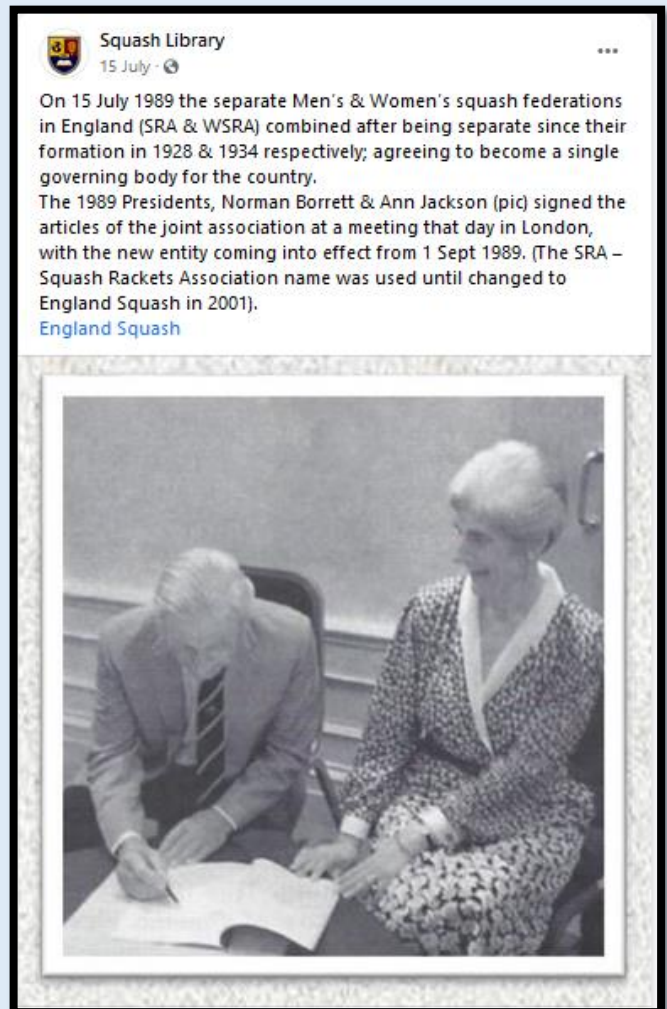 Squash Library
15 July ·
On 15 July 1989 the separate Men's & Women's squash federations
in England (SRA & WSRA) combined after being separate since their
formation in 1928 & 1934 respectively; agreeing to become a single
governing body for the country.
The 1989 Presidents, Norman Borrett & Ann Jackson (pic) signed the
articles of the joint association at a meeting that day in London,
with the new entity coming into effect from 1 Sept 1989. (The SRA –
Squash Rackets Association name was used until changed to
England Squash in 2001).
England Squash